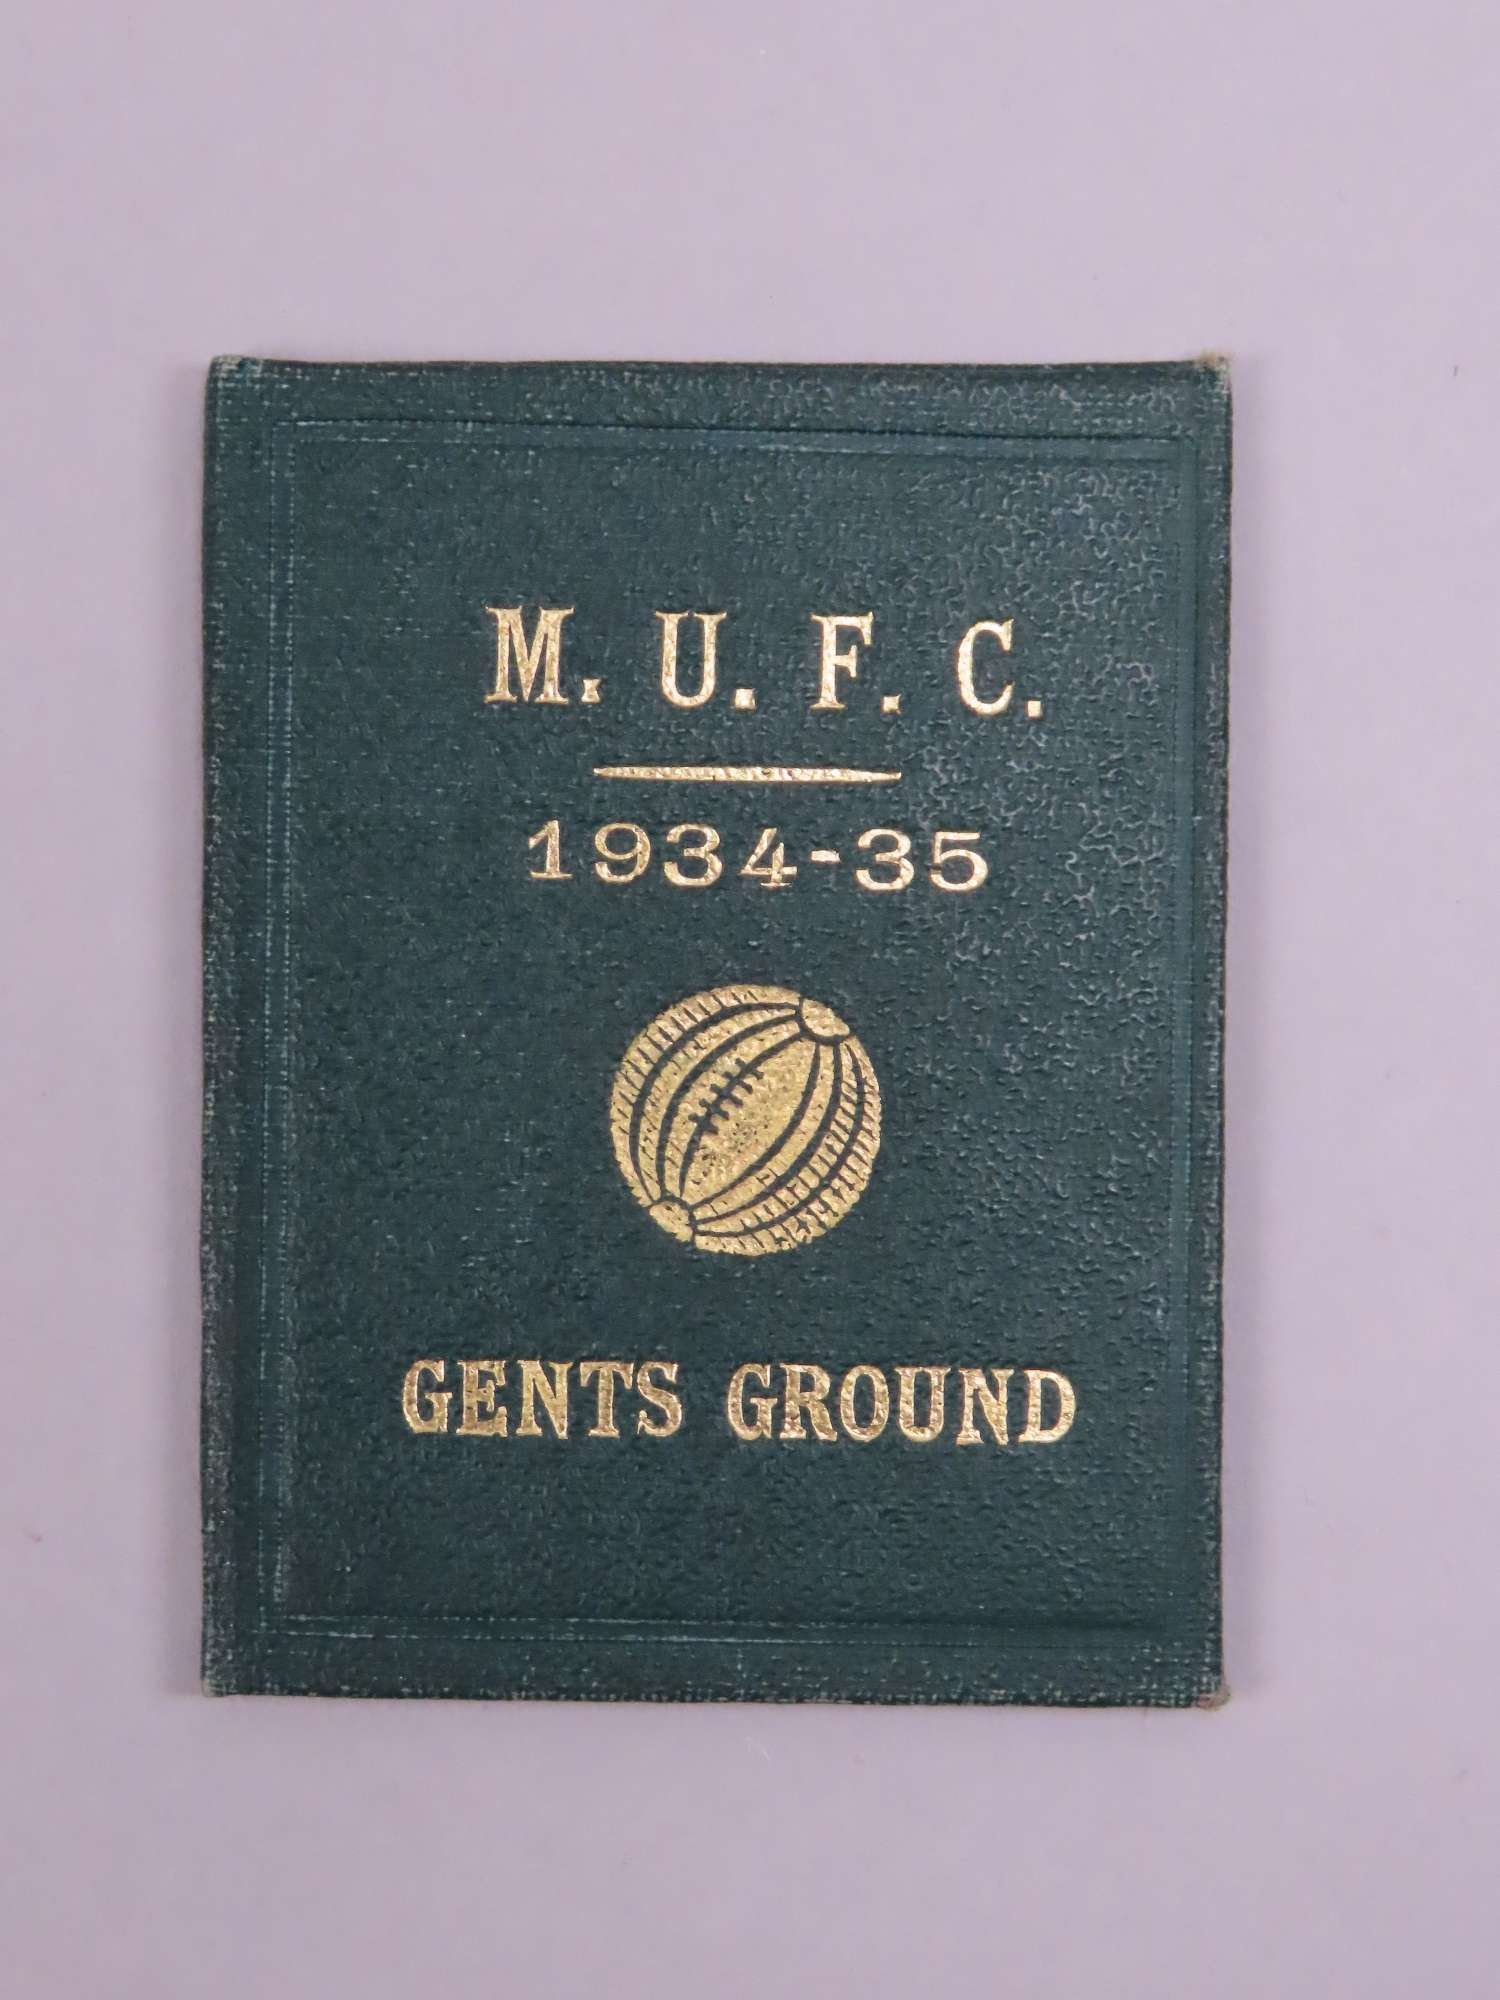 M. U. F. C.
1934-35
GENTS GROUND